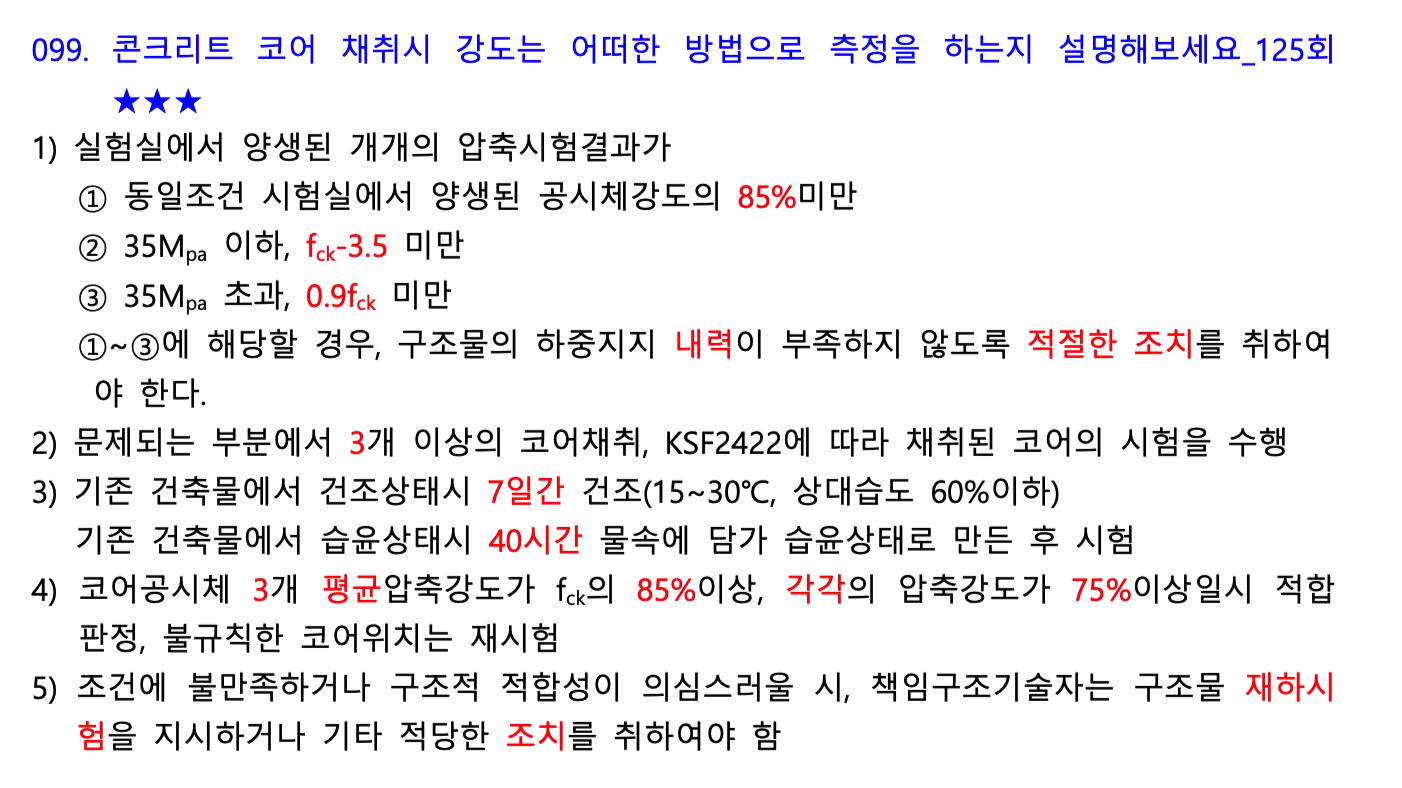 099. 콘크리트 코어 채취시 강도는 어떠한 방법으로 측정을 하는지 설명해보세요_125회
★★★
1) 실험실에서 양생된 개개의 압축시험결과가
① 동일조건 시험실에서 양생된 공시체강도의 85%미만
② 35Mpa 이하, fck-3.5 미만
③ 35Mpa 초과, 0.9fck 미만
①~③에 해당할 경우, 구조물의 하중지지 내력이 부족하지 않도록 적절한 조치를 취하여
야 한다.
2) 문제되는 부분에서 3개 이상의 코어채취, KSF2422에 따라 채취된 코어의 시험을 수행
3) 기존 건축물에서 건조상태시 7일간 건조(15~30℃, 상대습도 60%이하)
기존 건축물에서 습윤상태시 40시간 물속에 담가 습윤상태로 만든 후 시험
4) 코어공시체 3개 평균압축강도가 fck의 85%이상, 각각의 압축강도가 75%이상일시 적합
판정, 불규칙한 코어위치는 재시험
5) 조건에 불만족하거나 구조적 적합성이 의심스러울 시, 책임구조기술자는 구조물 재하시
험을 지시하거나 기타 적당한 조치를 취하여야 함